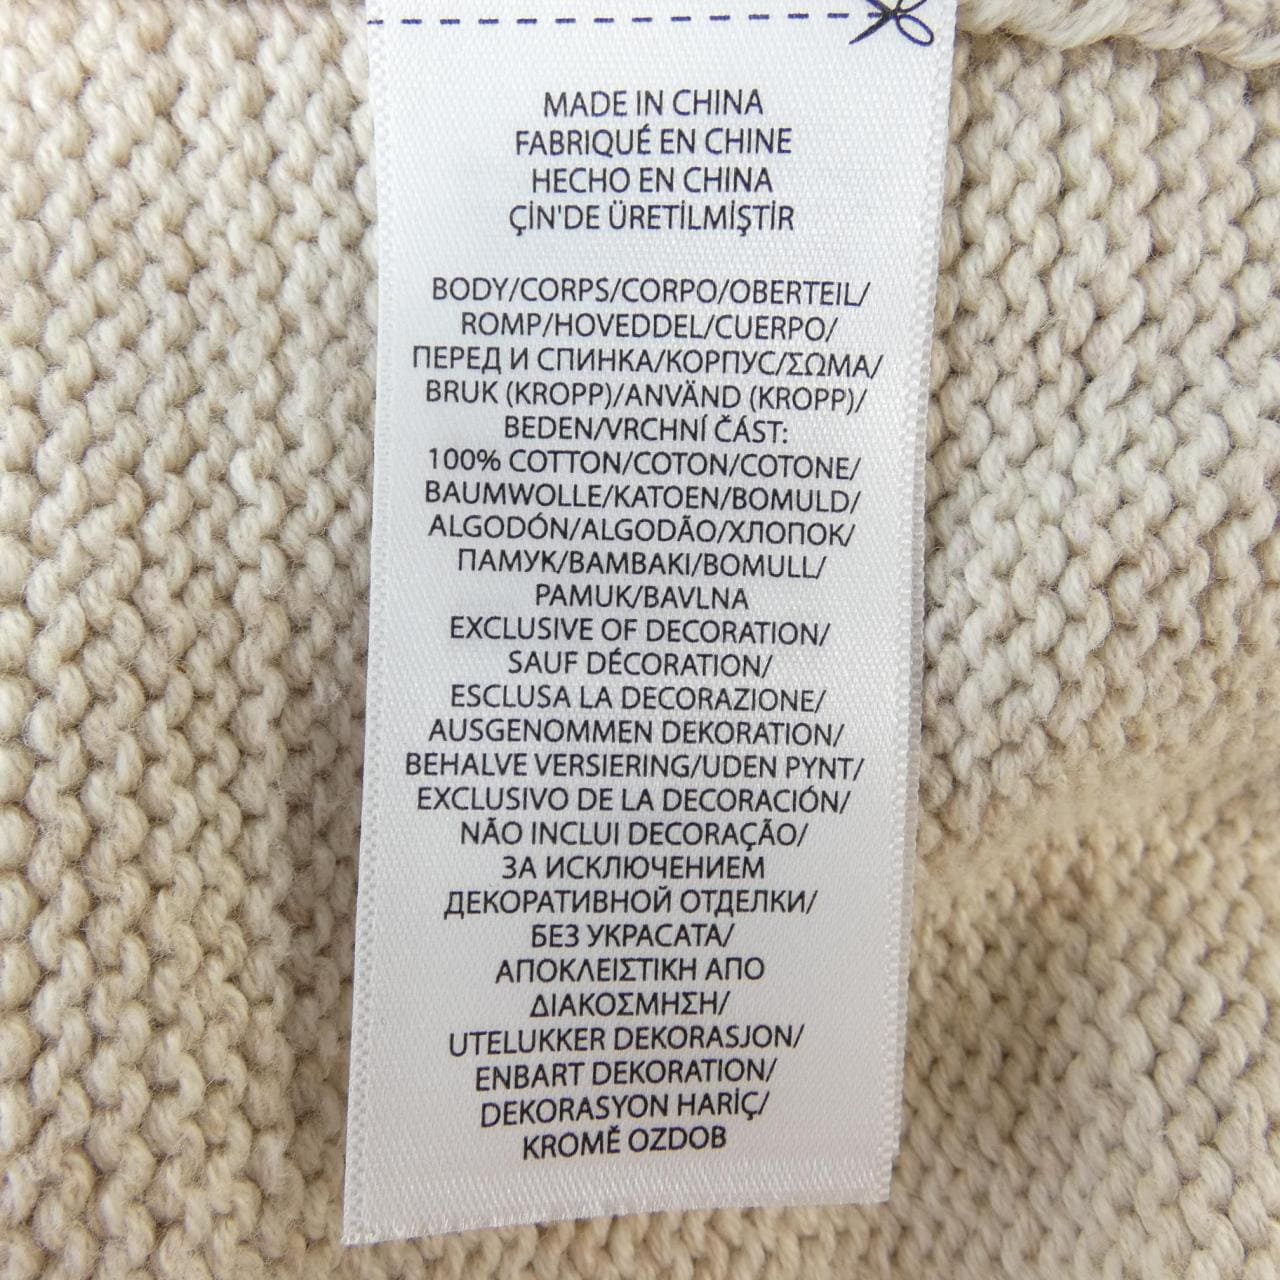 MADE IN CHINA
FABRIQUÉ EN CHINE
HECHO EN CHINA
ÇİN'DE ÜRETİLMİŞTİR
BODY/CORPS/CORPO/OBERTEIL/
ROMP/HOVEDDEL/CUERPO/
ПЕРЕД И СПИНКА/КОРПУС/ΣΩΜΑ/
BRUK (KROPP)/ANVÄND (KROPP)/
BEDEN/VRCHNÍ ČÁST:
100% COTTON/COTON/COTONE/
BAUMWOLLE/KATOEN/BOMULD/
ALGODÓN/ALGODÃO/ХЛОПОК/
ПАМУК/ΒΑΜΒΑΚΙ/BOMULL/
PAMUK/BAVLNA
EXCLUSIVE OF DECORATION/
SAUF DÉCORATION/
ESCLUSA LA DECORAZIONE/
AUSGENOMMEN DEKORATION/
BEHALVE VERSIERING/UDEN PYNT/
EXCLUSIVO DE LA DECORACIÓN/
NÃO INCLUI DECORAÇÃO/
ЗА ИСКЛЮЧЕНИЕМ
ДЕКОРАТИВНОЙ ОТДЕЛКИ/
БЕЗ УКРАСАТА/
ΑΠΟΚΛΕΙΣΤΙΚΗ ΑΠΟ
ΔΙΑΚΟΣΜΗΣΗ/
UTELUKKER DEKORASJON/
ENBART DEKORATION/
DEKORASYON HARİÇ/
KROMĚ OZDOB